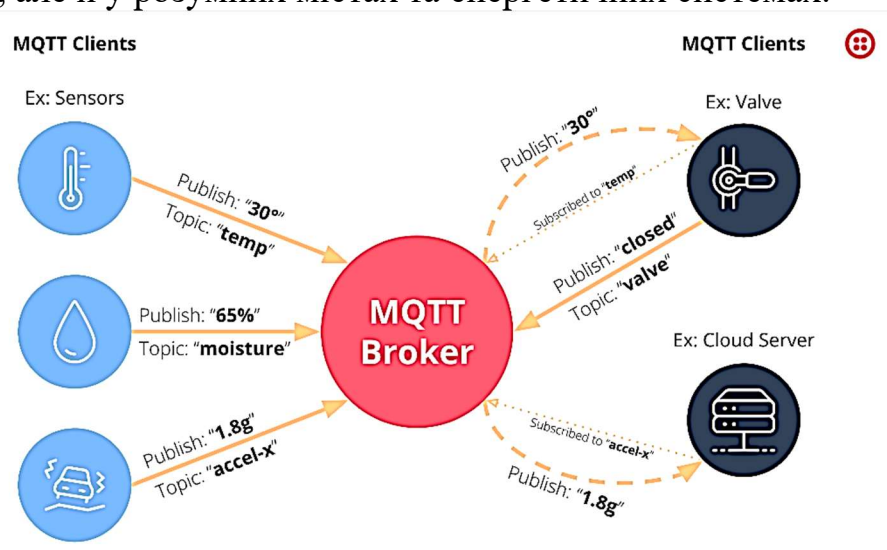 MQTT Clients
MQTT Clients
Ex: Sensors
Ex: Valve
Publish: "30°"
Topic: "temp"
Publish: "30°"
Subscribed to "temp"
Publish: "closed"
Topic: "valve"
Publish: "65%"
Topic: "moisture"
MQTT
Broker
Ex: Cloud Server
Publish: "1.8g"
Topic: "accel-x"
Subscribed to "accel-x"
Publish: "1.8g"